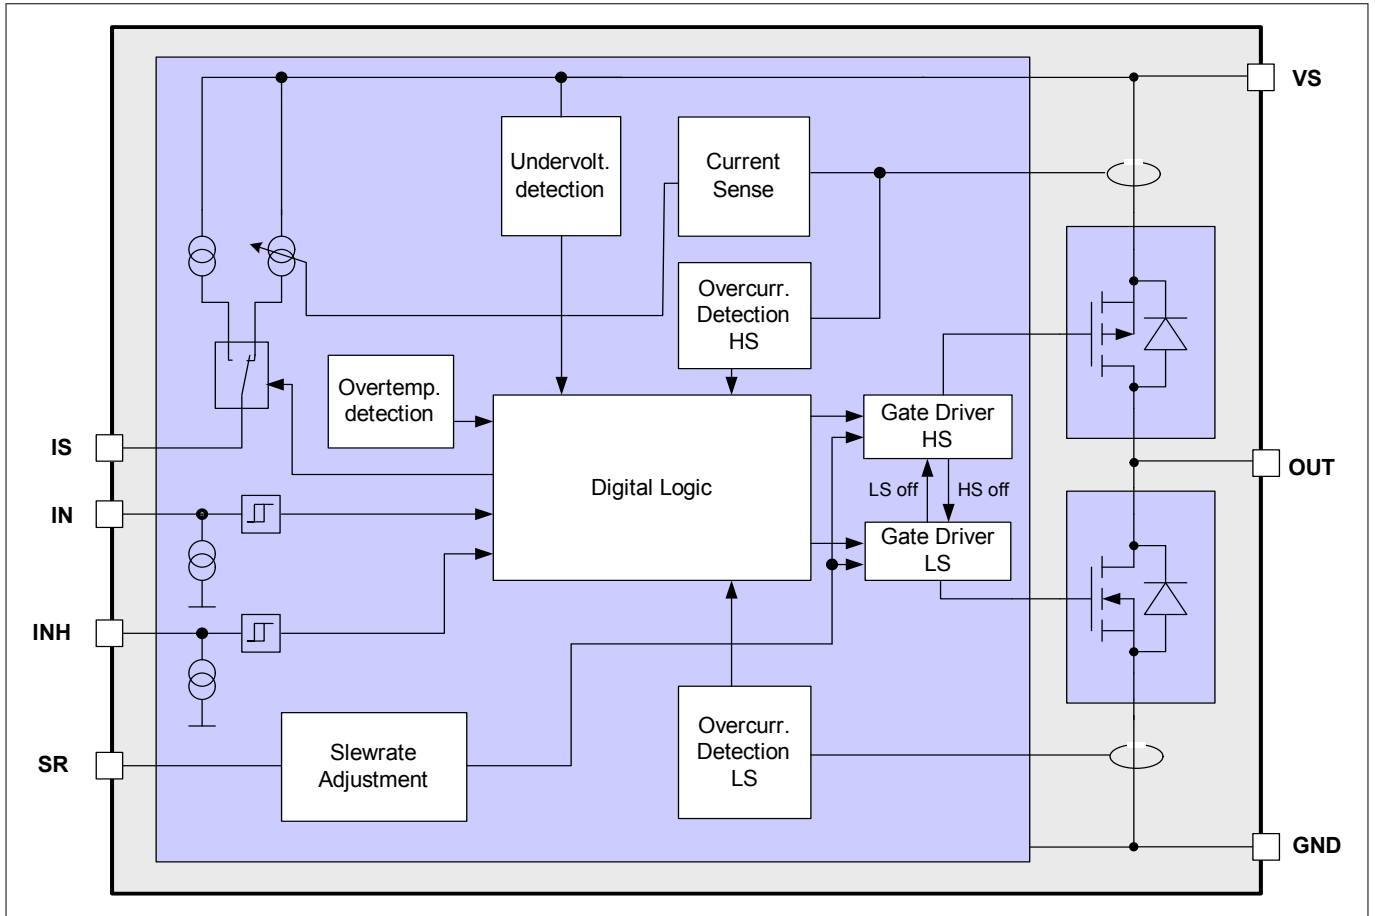 VS
Undervolt.
detection
Current
Sense
Overcurr.
Detection
HS
Overtemp.
detection
Gate Driver
HS
IS
OUT
Digital Logic
LS off
HS off
IN
Gate Driver
LS
INH
Overcurr.
Detection
LS
SR
Slewrate
Adjustment
GND